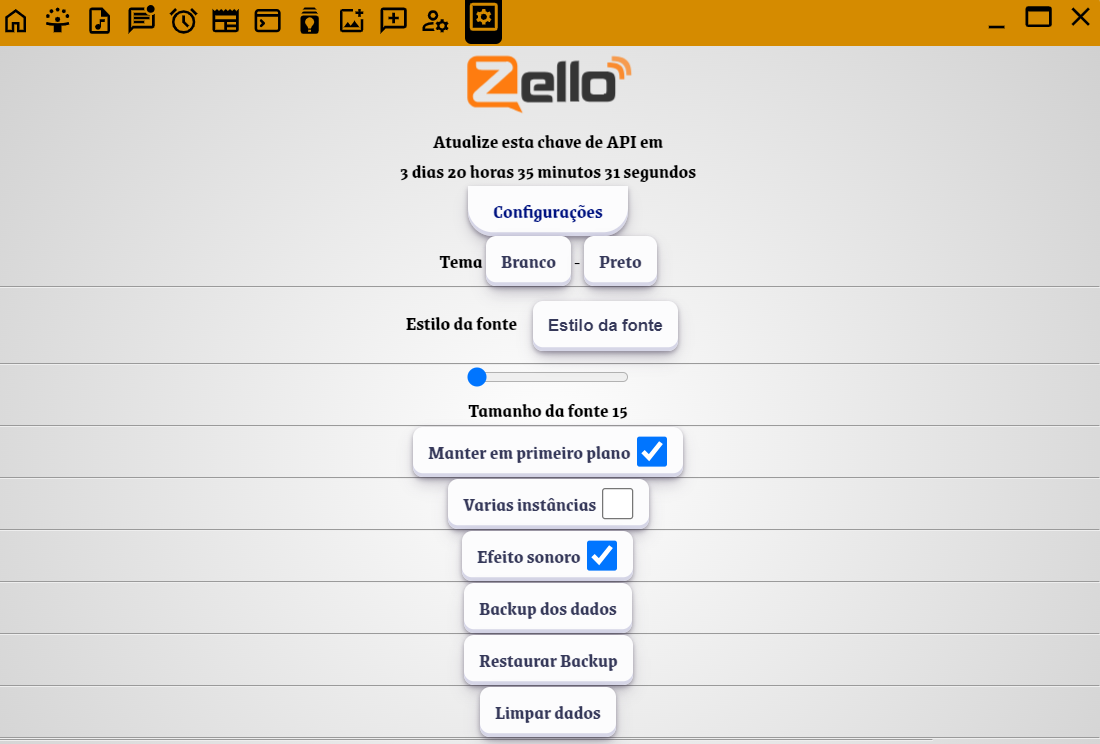 Zello
Atualize esta chave de API em
3 dias 20 horas 35 minutos 31 segundos
Configurações
Tema Branco - Preto
Estilo da fonte Estilo da fonte
Tamanho da fonte 15
Manter em primeiro plano
Varias instâncias
Efeito sonoro
Backup dos dados
Restaurar Backup
Limpar dados